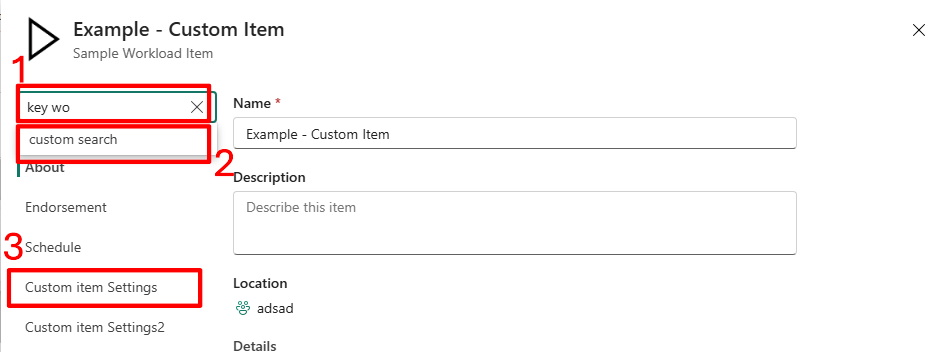 Example - Custom Item
Sample Workload Item
1
key wo
custom search
2
About
Endorsement
3
Schedule
Custom item Settings
Custom item Settings2
Name *
Example - Custom Item
Description
Describe this item
Location
adsad
Details